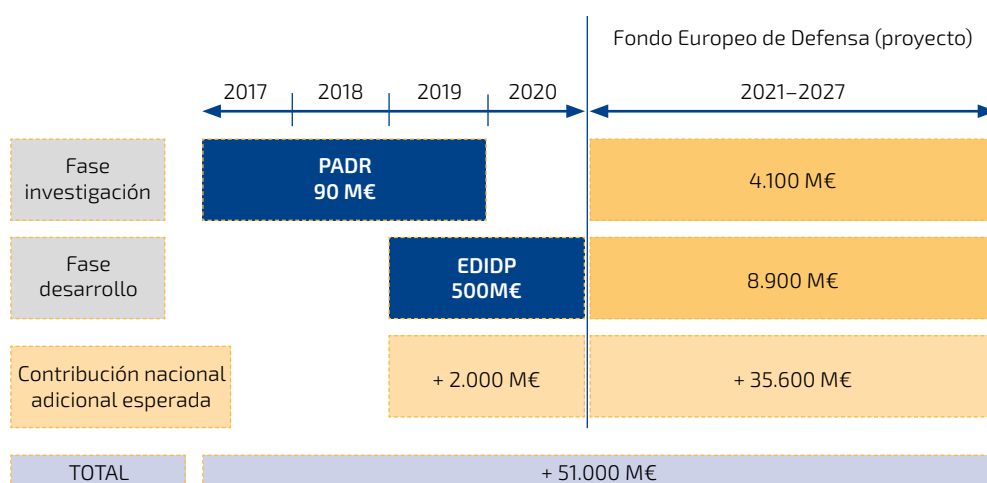 Fondo Europeo de Defensa (proyecto)
2017
2018
2019
2020
2021–2027
Fase
investigación
PADR
90 M€
4.100 M€
Fase
desarrollo
EDIDP
500M€
8.900 M€
Contribución nacional
adicional esperada
+ 2.000 M€
+ 35.600 M€
TOTAL
+ 51.000 M€